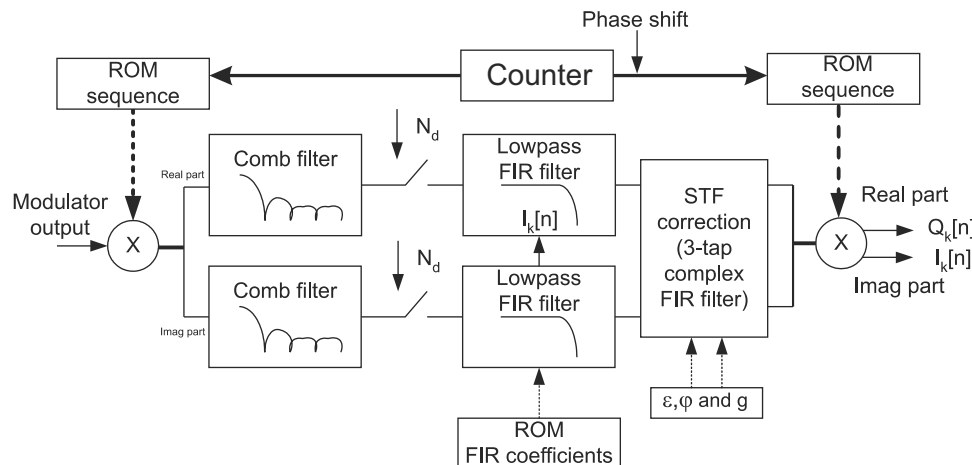 Phase shift
ROM
sequence
Counter
ROM
sequence
N_d
Comb filter
Lowpass
FIR filter
I_k[n]
Real part
Modulator
output
X
STF
correction
(3-tap
complex
FIR filter)
X
Real part
Q_k[n]
I_k[n]
Imag part
N_d
Comb filter
Lowpass
FIR filter
Imag part
ε,φ and g
ROM
FIR coefficients